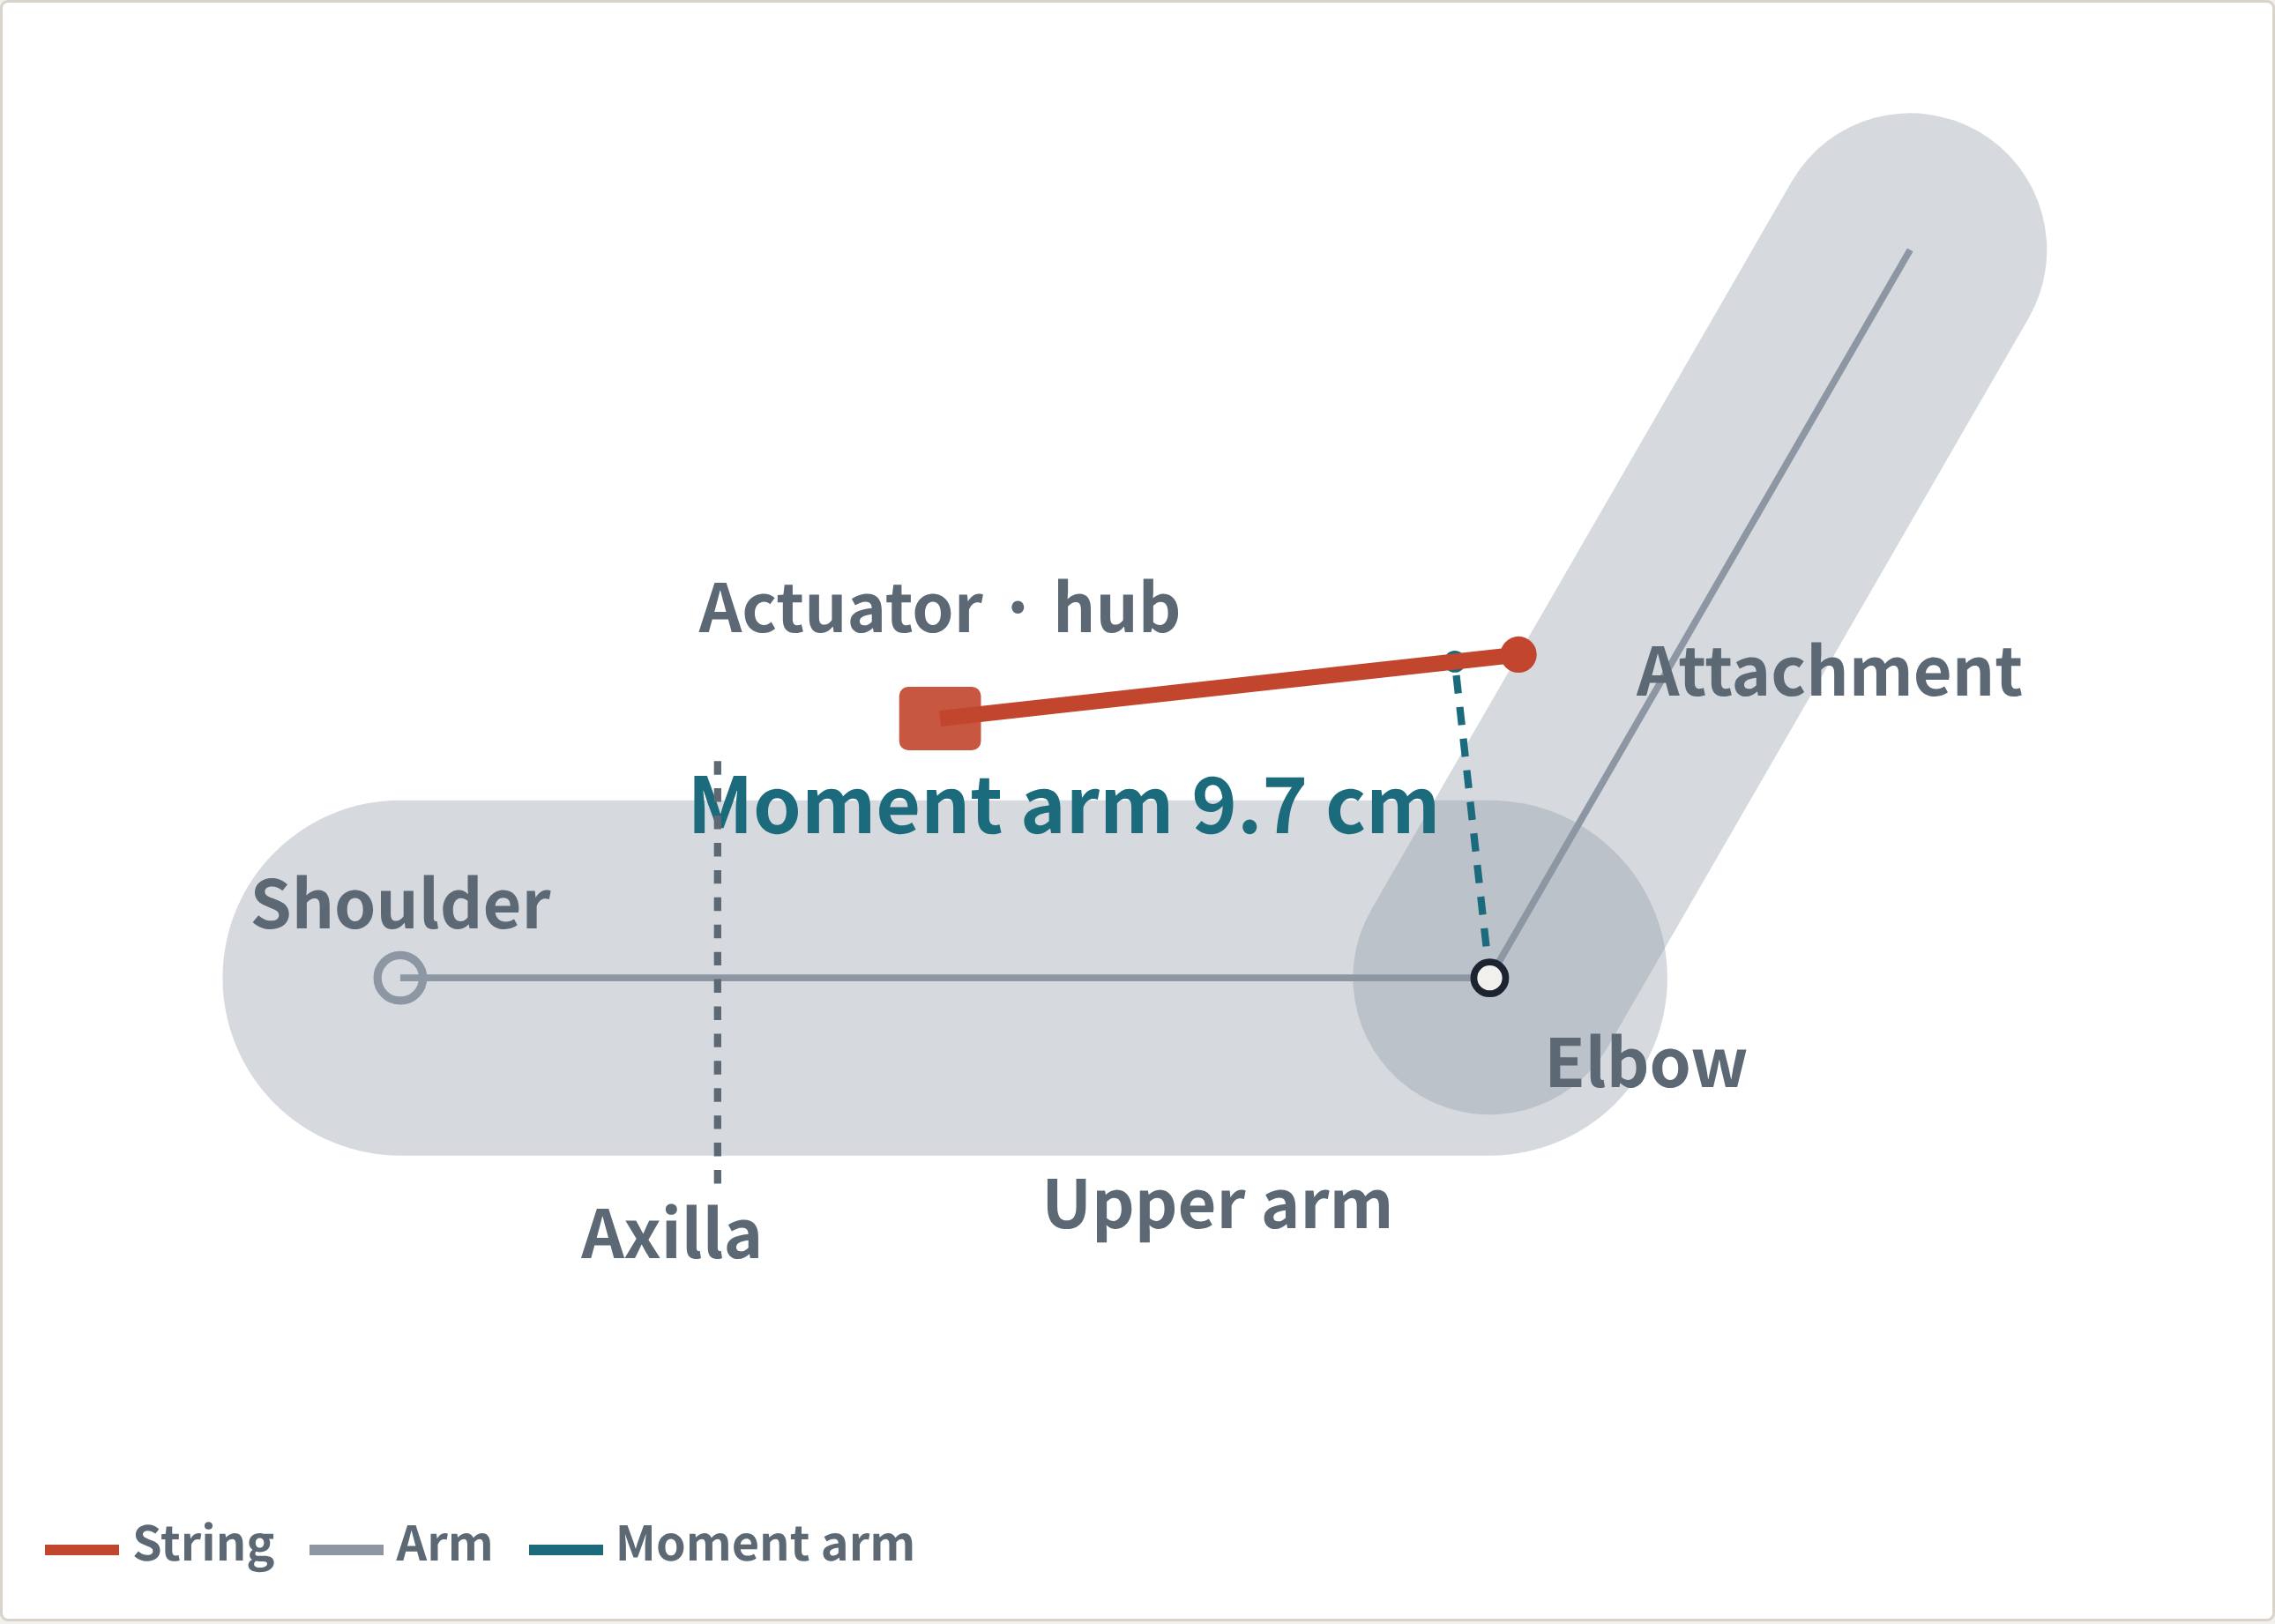 Actuator · hub
Attachment
Moment arm 9.7 cm
Shoulder
Elbow
Upper arm
Axilla
String
Arm
Moment arm